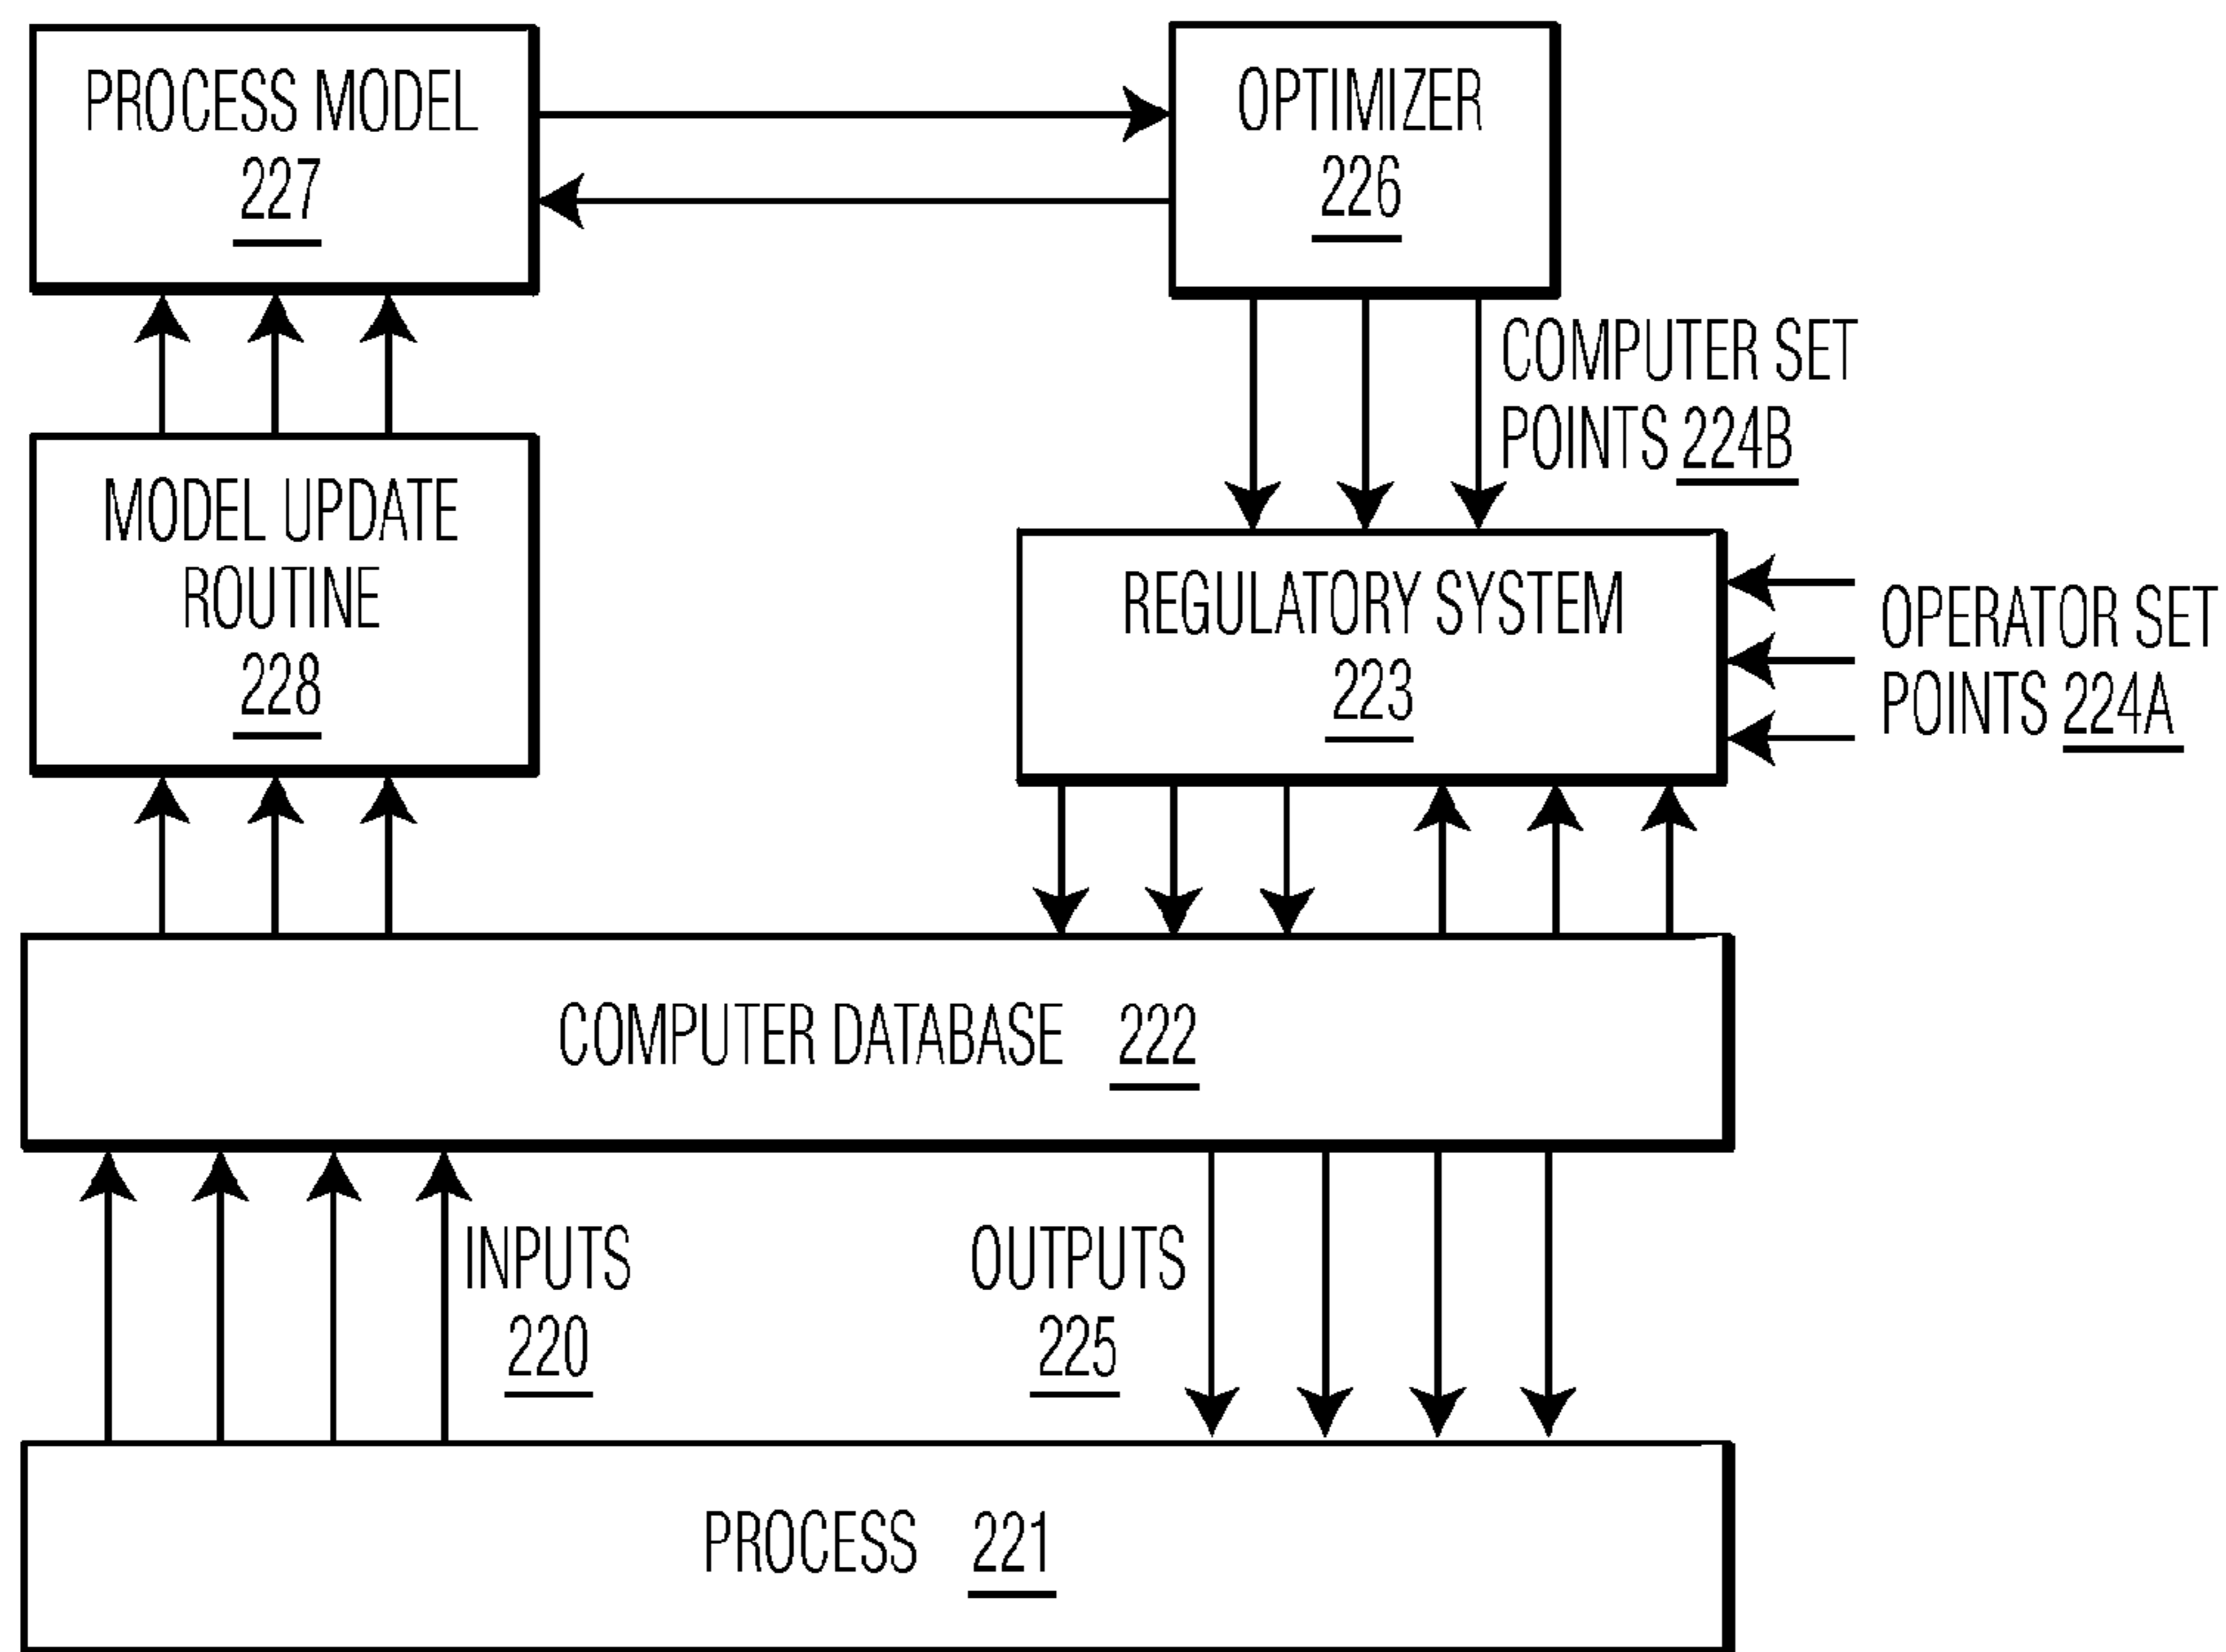 PROCESS MODEL
227
OPTIMIZER
226
COMPUTER SET
POINTS 224B
MODEL UPDATE
ROUTINE
228
REGULATORY SYSTEM
223
OPERATOR SET
POINTS 224A
COMPUTER DATABASE 222
INPUTS
220
OUTPUTS
225
PROCESS 221